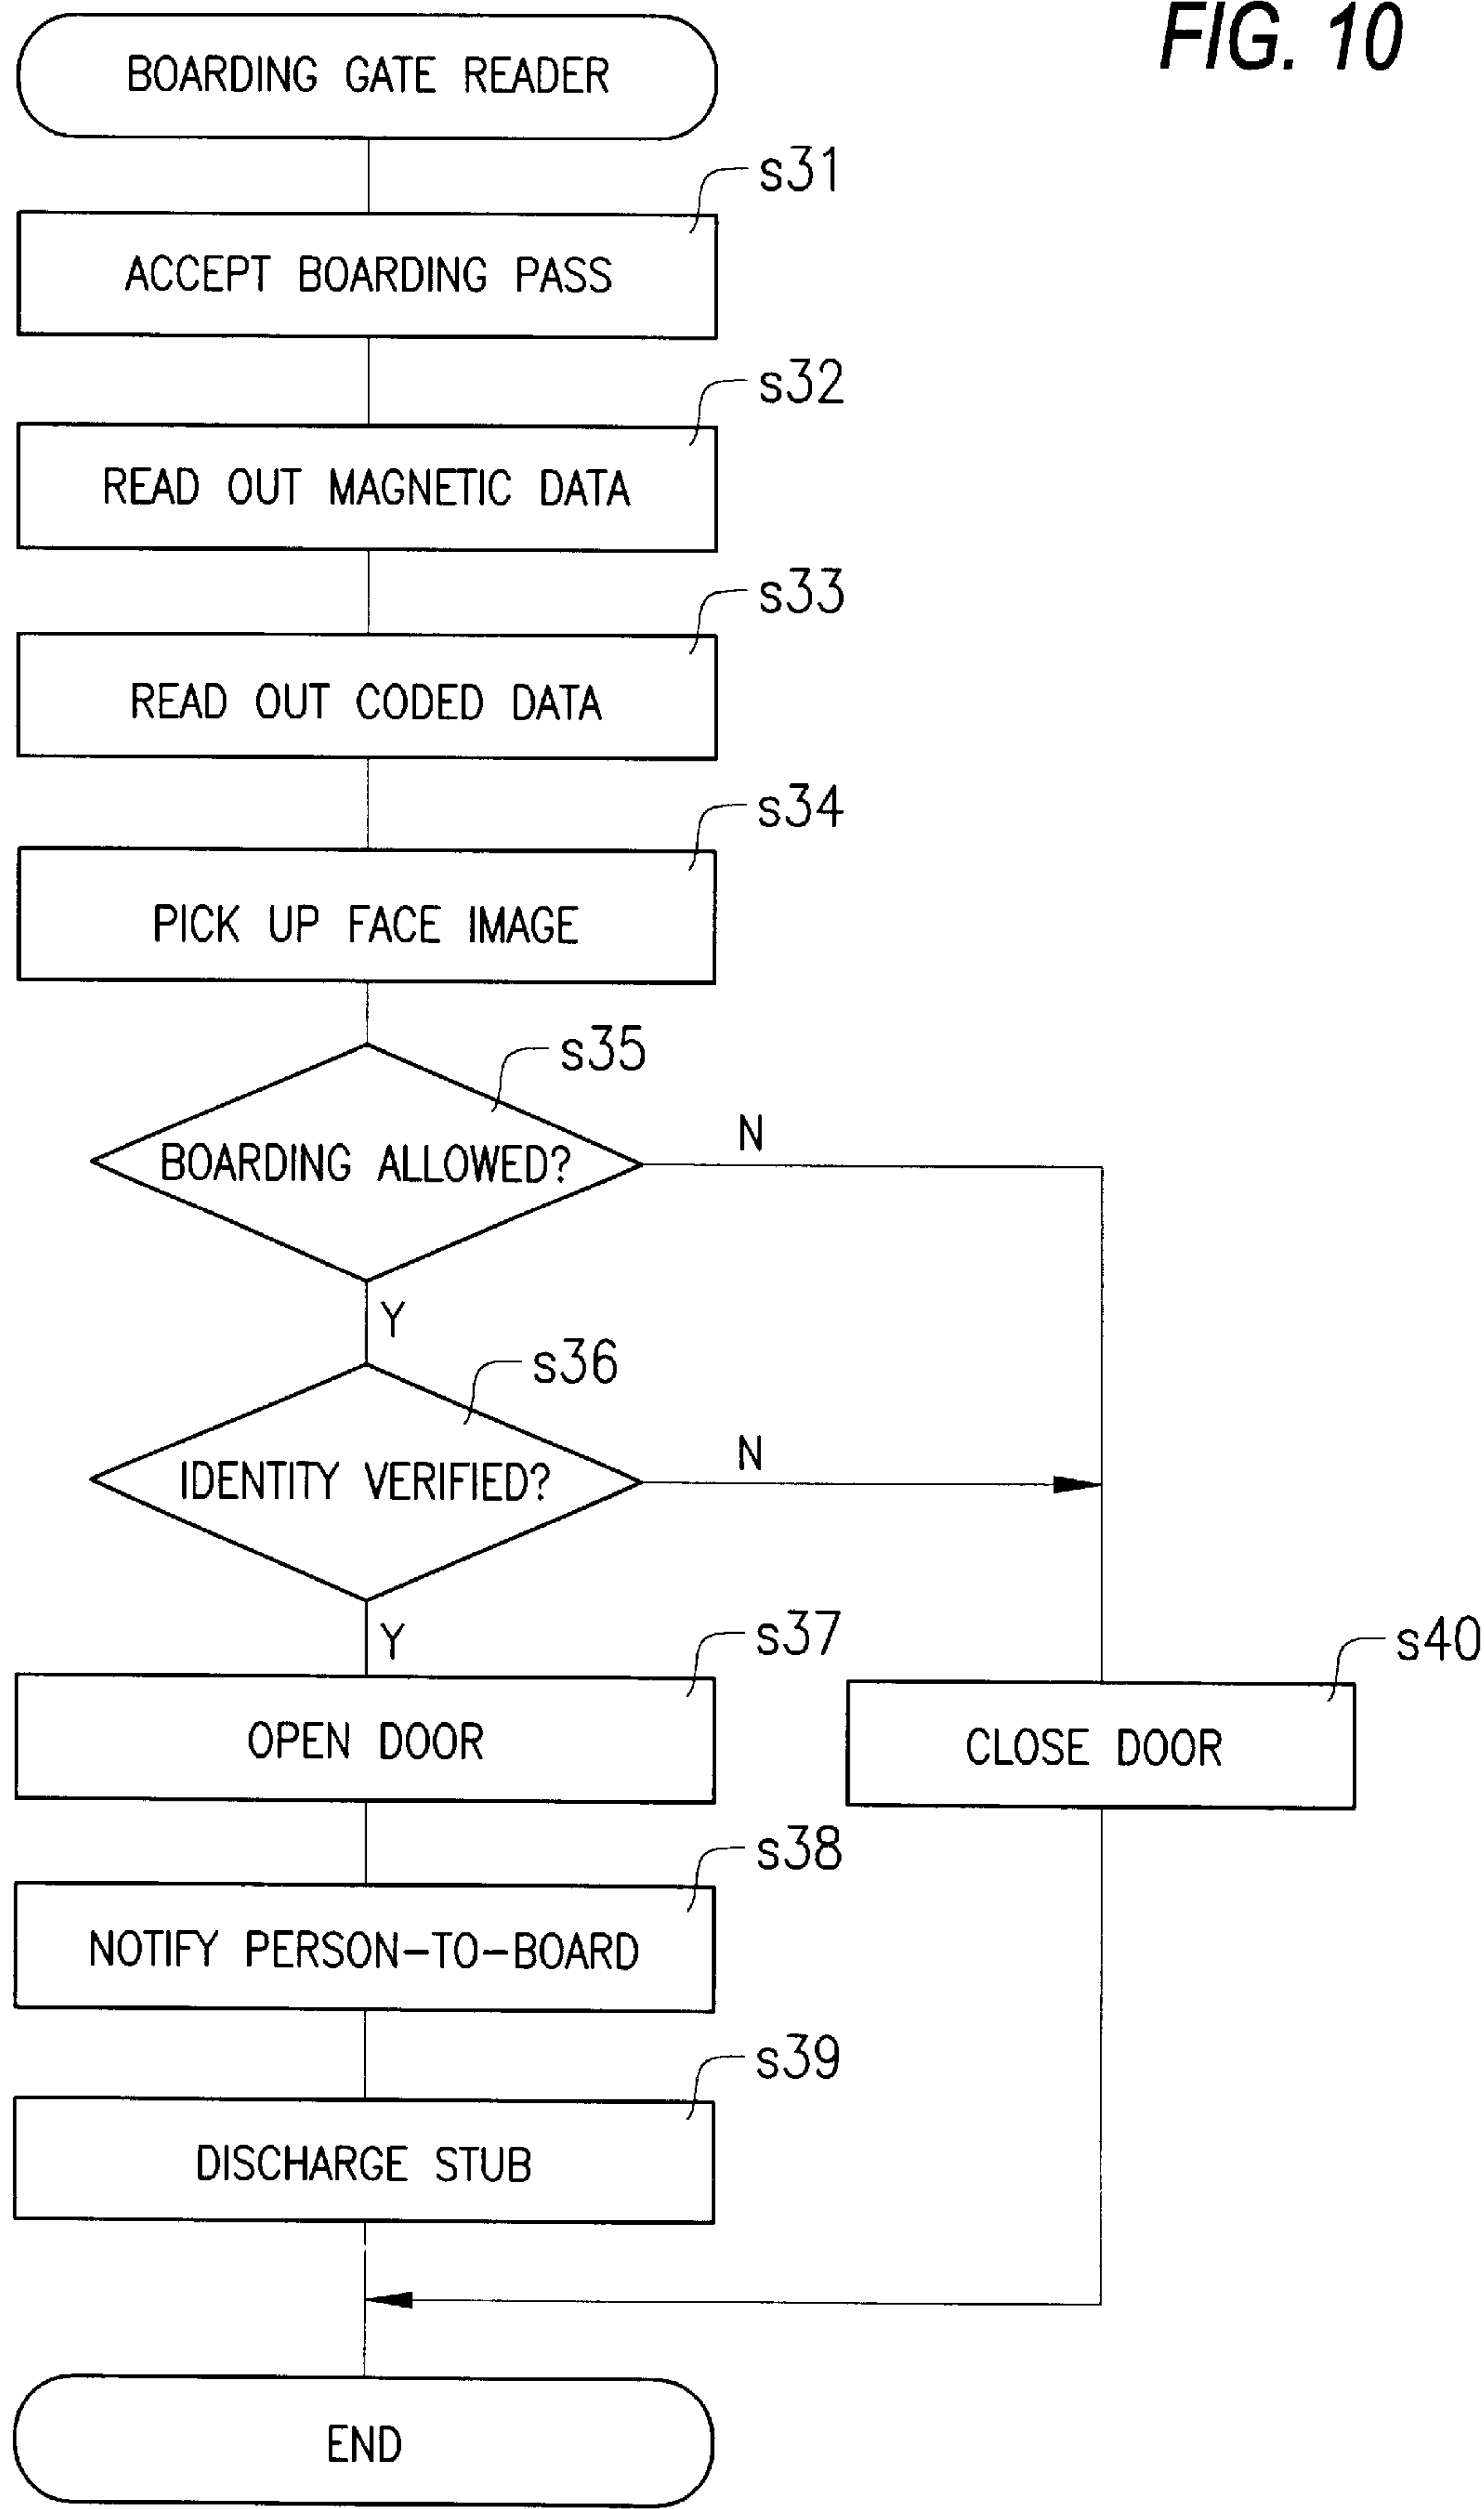 FIG. 10
BOARDING GATE READER
s31
ACCEPT BOARDING PASS
s32
READ OUT MAGNETIC DATA
s33
READ OUT CODED DATA
s34
PICK UP FACE IMAGE
s35
BOARDING ALLOWED?
N
Y
s36
IDENTITY VERIFIED?
N
Y
s37
OPEN DOOR
s40
CLOSE DOOR
s38
NOTIFY PERSON-TO-BOARD
s39
DISCHARGE STUB
END